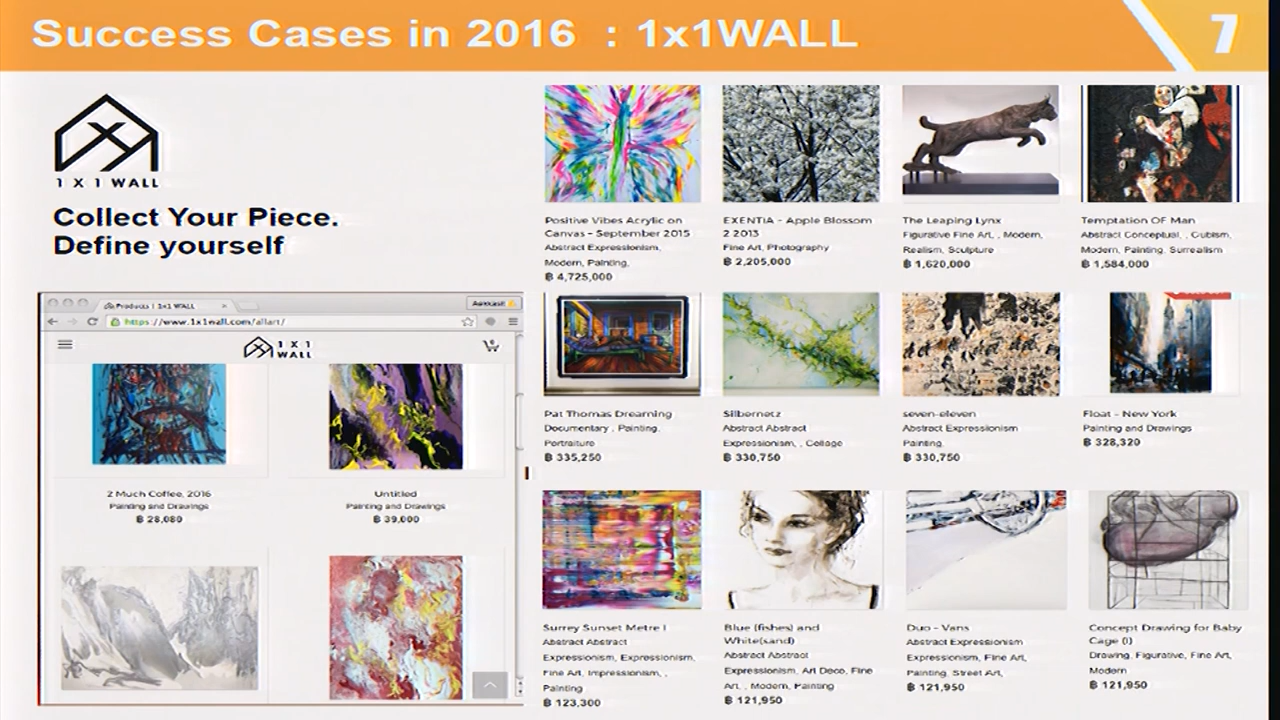 Success Cases in 2016 : 1x1WALL
7
1 X 1 WALL
Collect Your Piece.
Define yourself
Products | 1x1 WALL
https://www.1x1wall.com/allart/
1 X 1
WALL
2 Much Coffee, 2016
Painting and Drawings
฿ 28,080
Untitled
Painting and Drawings
฿ 39,000
Positive Vibes Acrylic on
Canvas - September 2015
Abstract Expressionism,
Modern, Painting,
฿ 4,725,000
EXENTIA - Apple Blossom
2 2013
Fine Art, Photography
฿ 2,205,000
The Leaping Lynx
Figurative Fine Art, , Modern,
Realism, Sculpture
฿ 1,620,000
Temptation OF Man
Abstract Conceptual, , Cubism,
Modern, Painting, Surrealism
฿ 1,584,000
Pat Thomas Dreaming
Documentary , Painting,
Portraiture
฿ 335,250
Silbernetz
Abstract Abstract
Expressionism, , Collage
฿ 330,750
seven-eleven
Abstract Expressionism
Painting,
฿ 330,750
Float - New York
Painting and Drawings
฿ 328,320
Surrey Sunset Metre I
Abstract Abstract
Expressionism, Expressionism,
Fine Art, Impressionism, ,
Painting
฿ 123,300
Blue (fishes) and
White(sand)
Abstract Abstract
Expressionism, Art Deco, Fine
Art, , Modern, Painting
฿ 121,950
Duo - Vans
Abstract Expressionism
Expressionism, Fine Art,
Painting, Street Art,
฿ 121,950
Concept Drawing for Baby
Cage (I)
Drawing, Figurative, Fine Art,
Modern
฿ 121,950